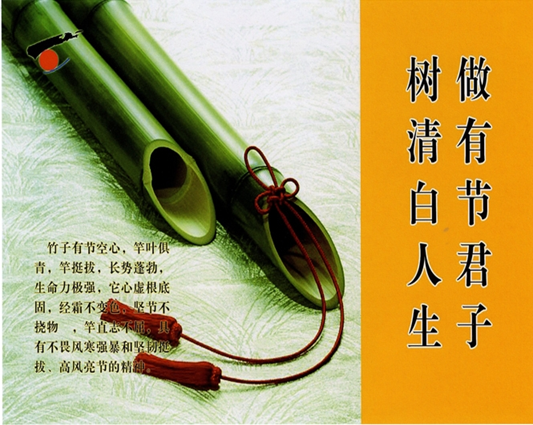 做有节君子
树清白人生
竹子有节空心，竿叶俱
青，竿挺拔，长势蓬勃，
生命力极强，它心虚根底
固，经霜不变色，坚节不
挠物　，竿直志不屈，具
有不畏风寒强暴和坚韧挺
拔、高风亮节的精神。